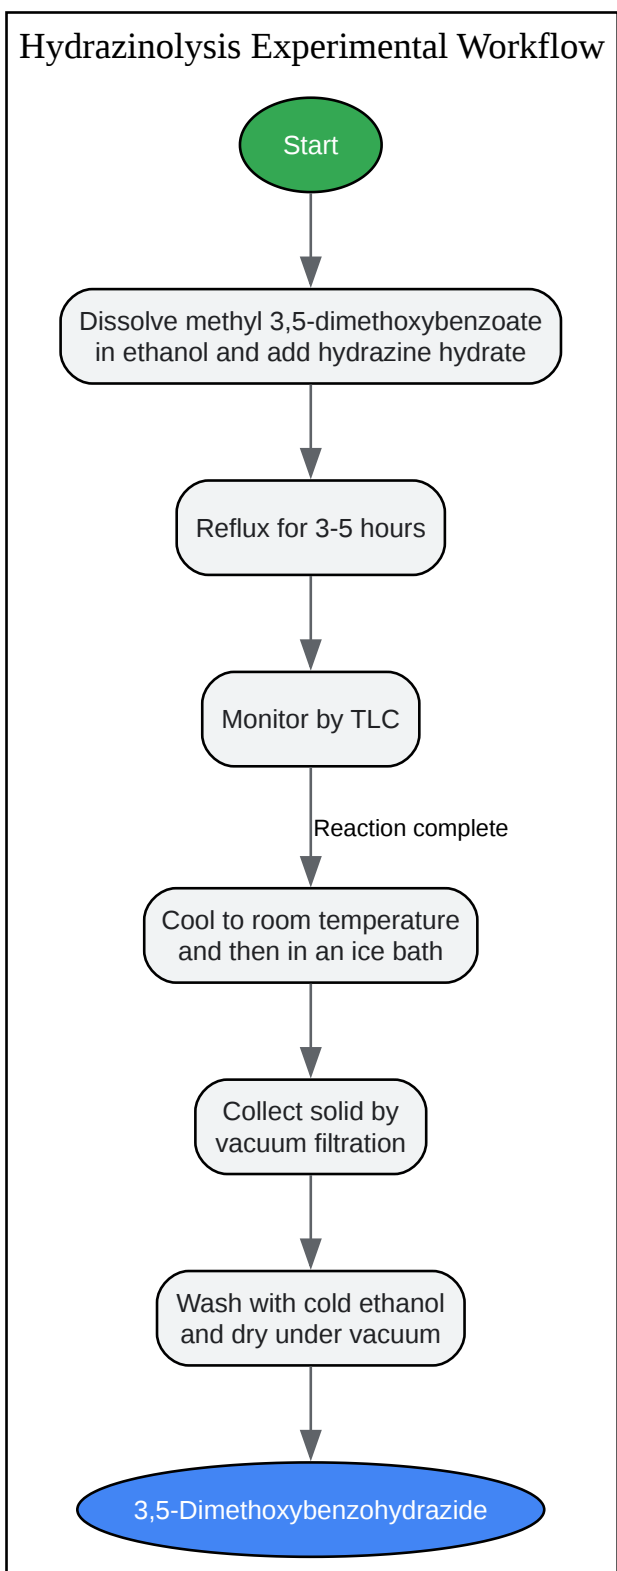 Hydrazinolysis Experimental Workflow
Start
Dissolve methyl 3,5-dimethoxybenzoate
in ethanol and add hydrazine hydrate
Reflux for 3-5 hours
Monitor by TLC
Reaction complete
Cool to room temperature
and then in an ice bath
Collect solid by
vacuum filtration
Wash with cold ethanol
and dry under vacuum
3,5-Dimethoxybenzohydrazide